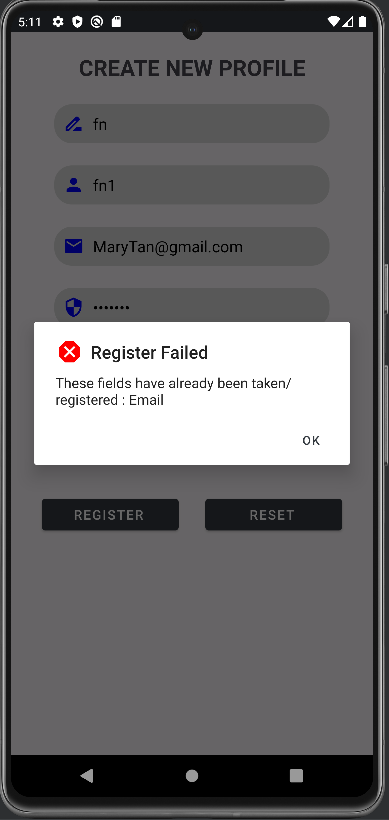 5:11
CREATE NEW PROFILE
fn
fn1
MaryTan@gmail.com
•••••••
Register Failed
These fields have already been taken/
registered : Email
OK
REGISTER
RESET